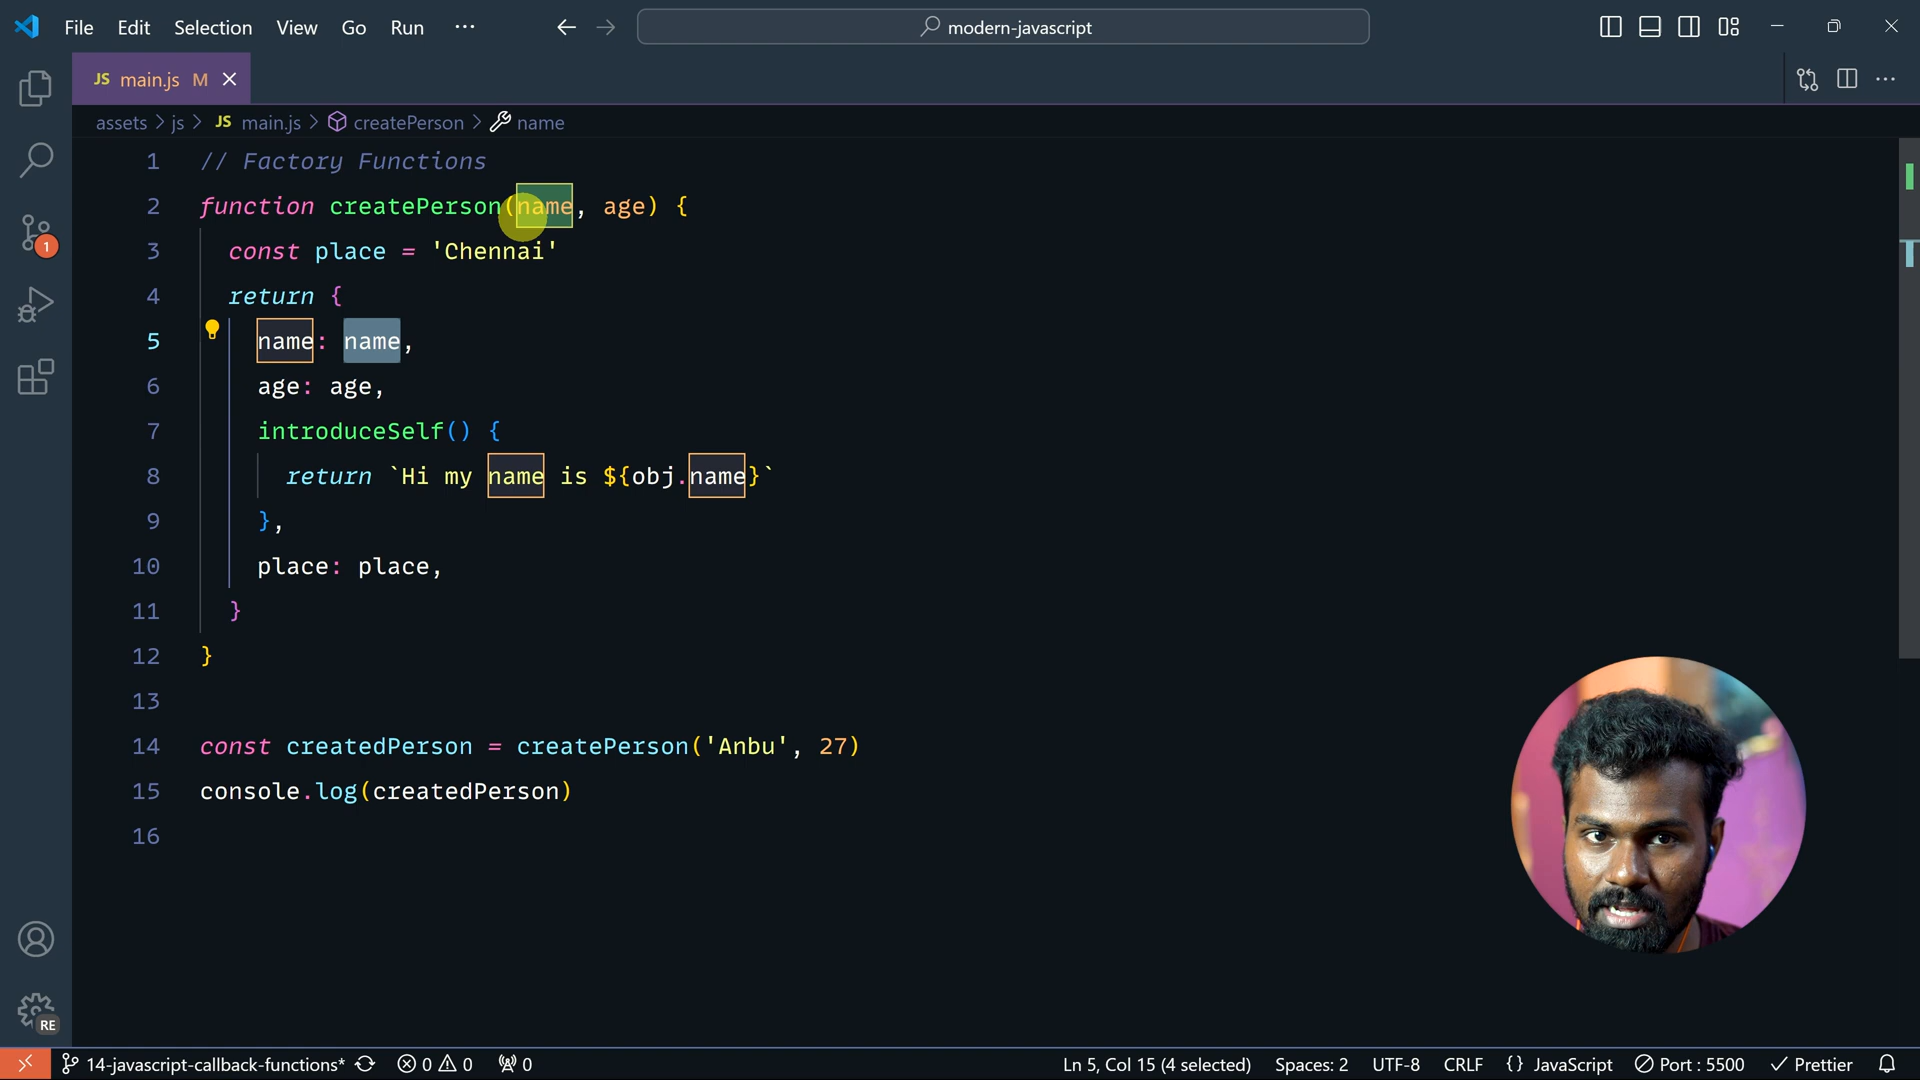 File Edit Selection View Go Run ··· modern-javascript
JS main.js M
assets > js > JS main.js > createPerson > name
1 // Factory Functions
2 function createPerson(name, age) {
3 const place = 'Chennai'
4 return {
5 name: name,
6 age: age,
7 introduceSelf() {
8 return `Hi my name is ${obj.name}`
9 },
10 place: place,
11 }
12 }
13
14 const createdPerson = createPerson('Anbu', 27)
15 console.log(createdPerson)
16
1
RE
14-javascript-callback-functions* 0 0 0 Ln 5, Col 15 (4 selected) Spaces: 2 UTF-8 CRLF {} JavaScript Port : 5500 Prettier